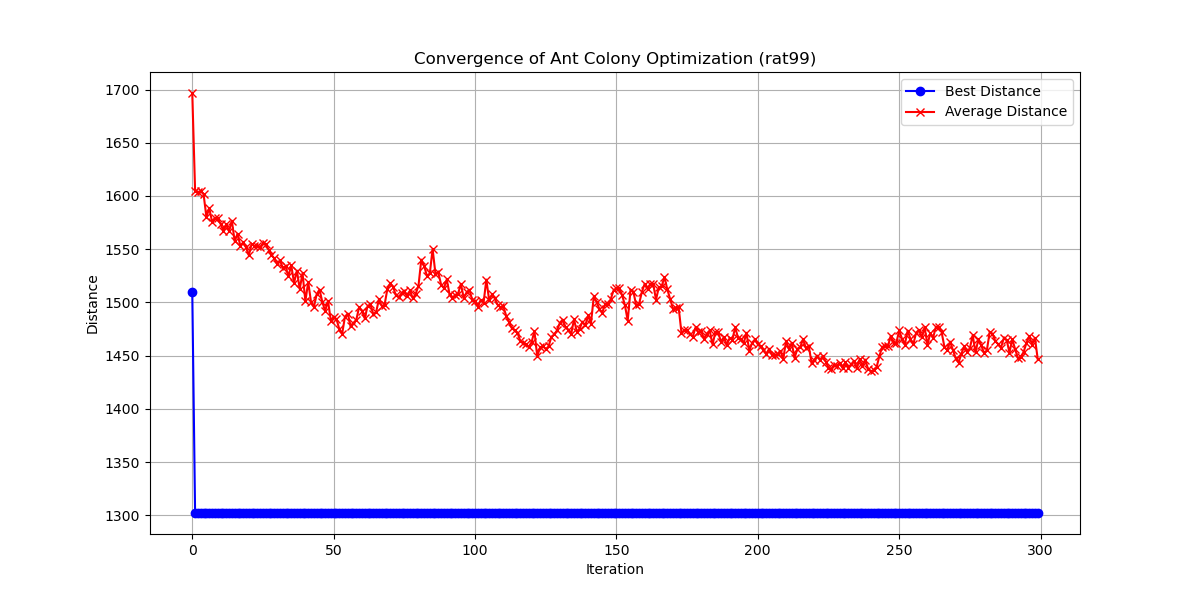 Convergence of Ant Colony Optimization (rat99)
Best Distance
Average Distance
Distance
1700
1650
1600
1550
1500
1450
1400
1350
1300
0 50 100 150 200 250 300
Iteration